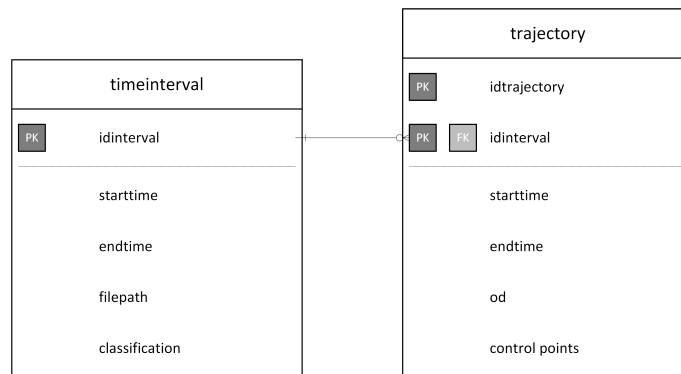 timeinterval
PK idinterval
starttime
endtime
filepath
classification
trajectory
PK idtrajectory
PK FK idinterval
starttime
endtime
od
control points